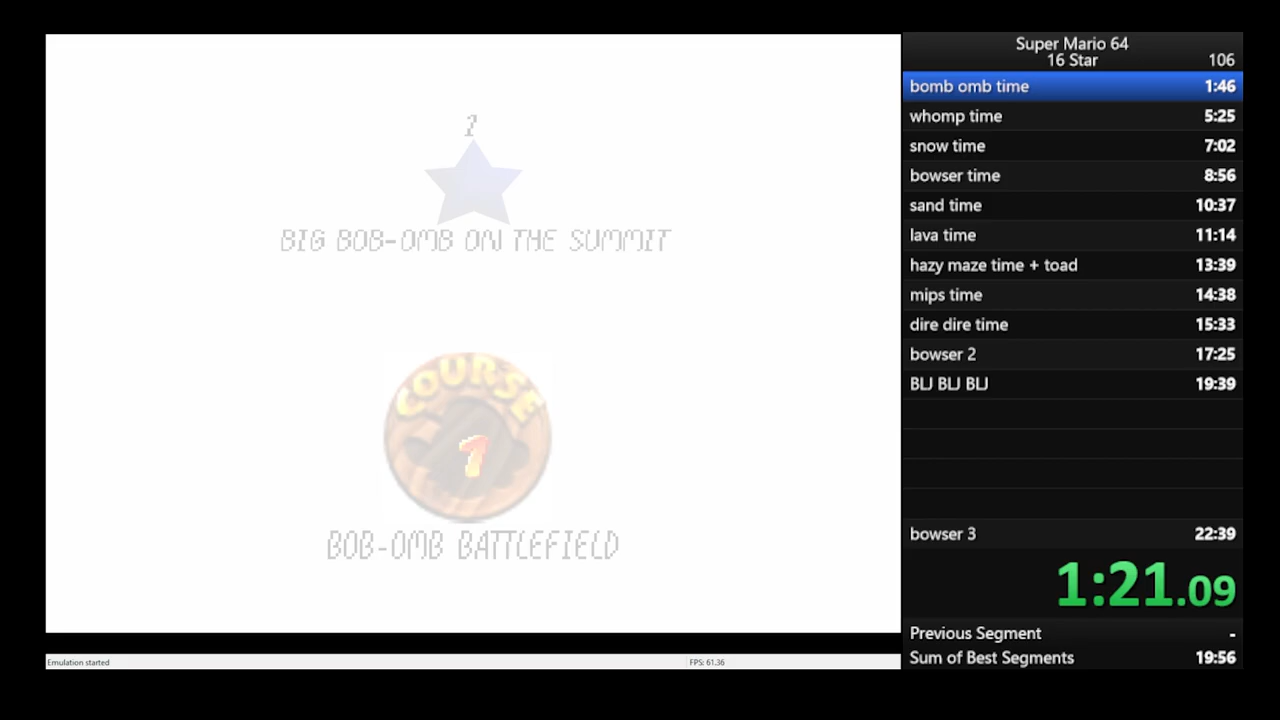 1
BIG BOB-OMB ON THE SUMMIT
COURSE
1
BOB-OMB BATTLEFIELD
Emulation started
FPS: 61.36
Super Mario 64
16 Star 106
bomb omb time 1:46
whomp time 5:25
snow time 7:02
bowser time 8:56
sand time 10:37
lava time 11:14
hazy maze time + toad 13:39
mips time 14:38
dire dire time 15:33
bowser 2 17:25
BLJ BLJ BLJ 19:39
bowser 3 22:39
1:21.09
Previous Segment -
Sum of Best Segments 19:56